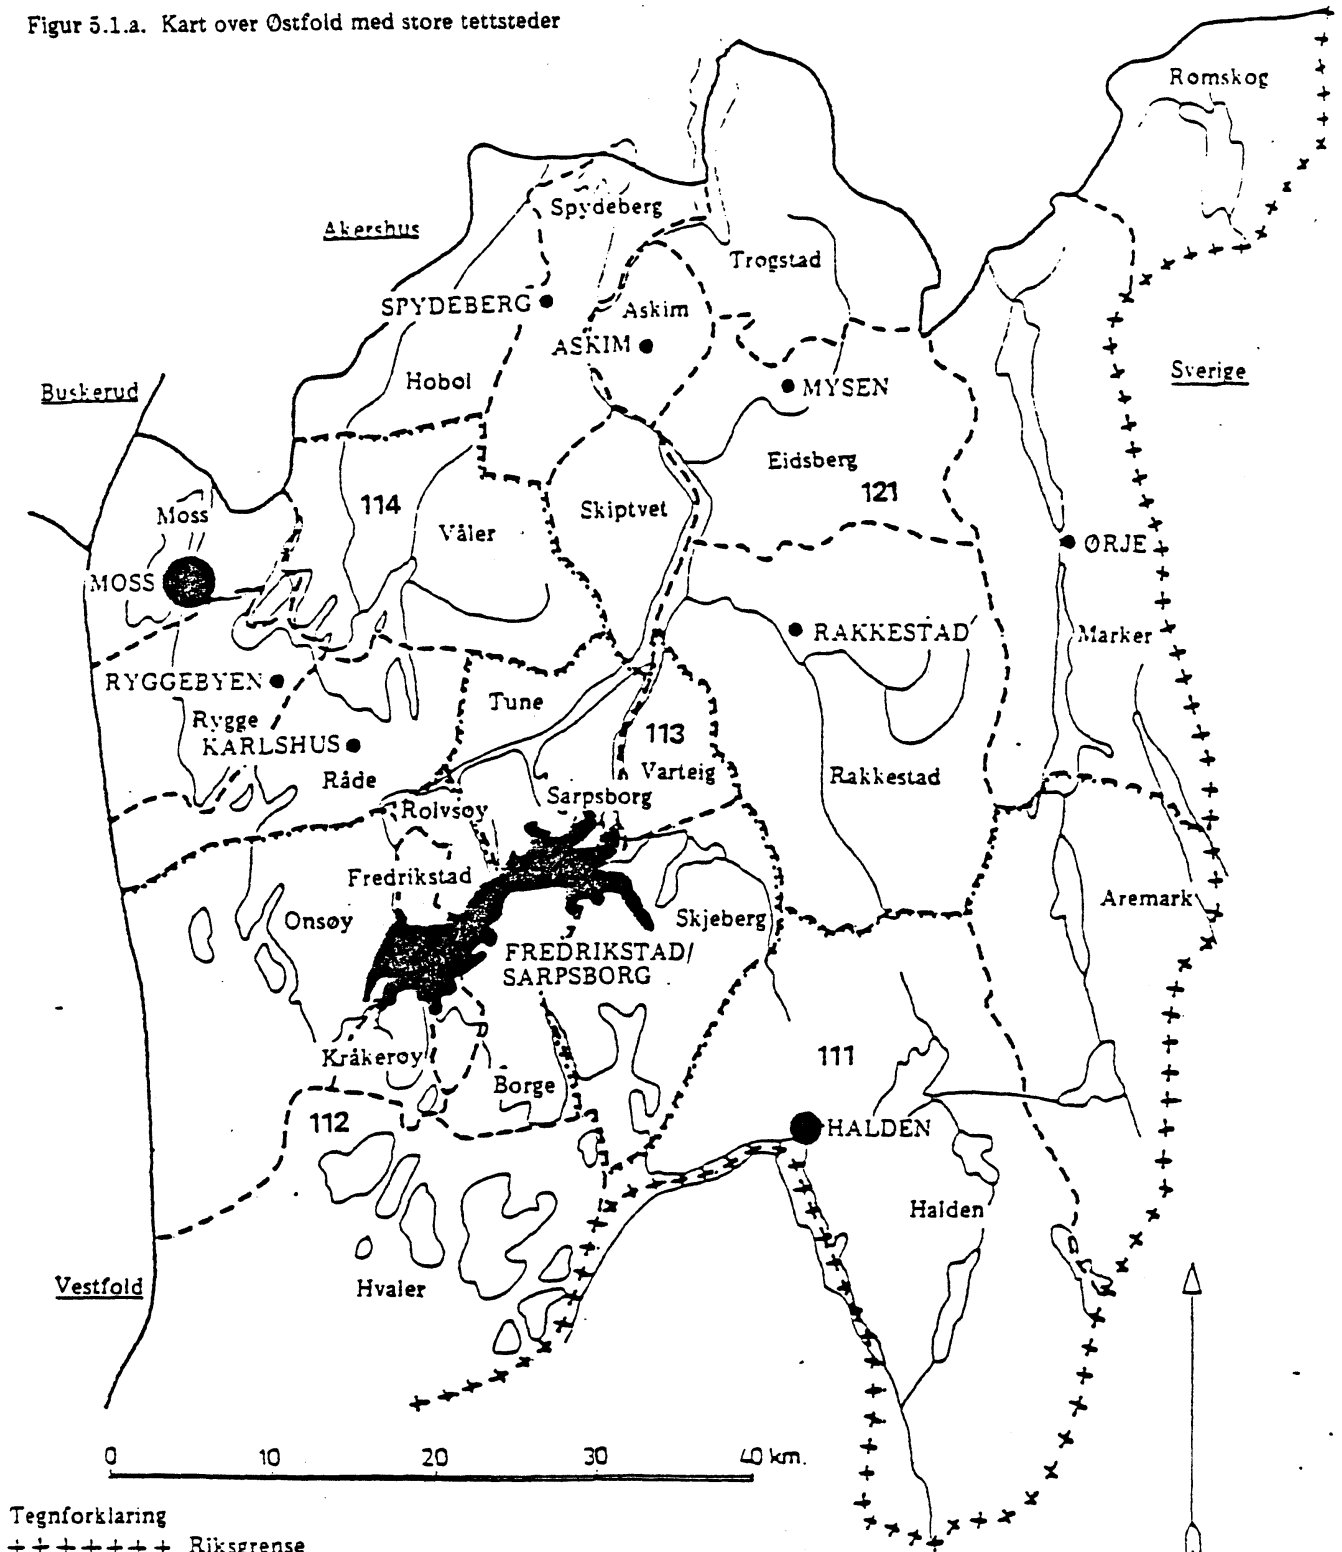 Figur 5.1.a. Kart over Østfold med store tettsteder
Romskog
Akershus
Spydeberg
Trogstad
SPYDEBERG
Askim
ASKIM
Sverige
Buskerud
Hobøl
MYSEN
Eidsberg
121
114
Skiptvet
Moss
Våler
ØRJE
MOSS
RAKKESTAD
Marker
RYGGEBYEN
Tune
Rygge
113
KARLSHUS
Råde
Varteig
Rakkestad
Sarpsborg
Rolvsøy
Fredrikstad
Aremark
Onsøy
Skjeberg
FREDRIKSTAD/
SARPSBORG
Kråkerøy
111
Borge
112
HALDEN
Halden
Vestfold
Hvaler
0 10 20 30 40 km.
Tegnforklaring
+++++++ Riksgrense